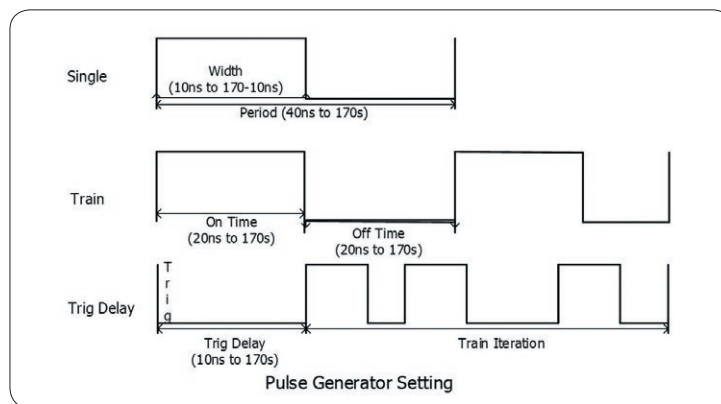 Single
Width
(10ns to 170-10ns)
Period (40ns to 170s)
Train
On Time
(20ns to 170s)
Off Time
(20ns to 170s)
Trig
Trig Delay
Trig Delay
(10ns to 170s)
Train Iteration
Pulse Generator Setting